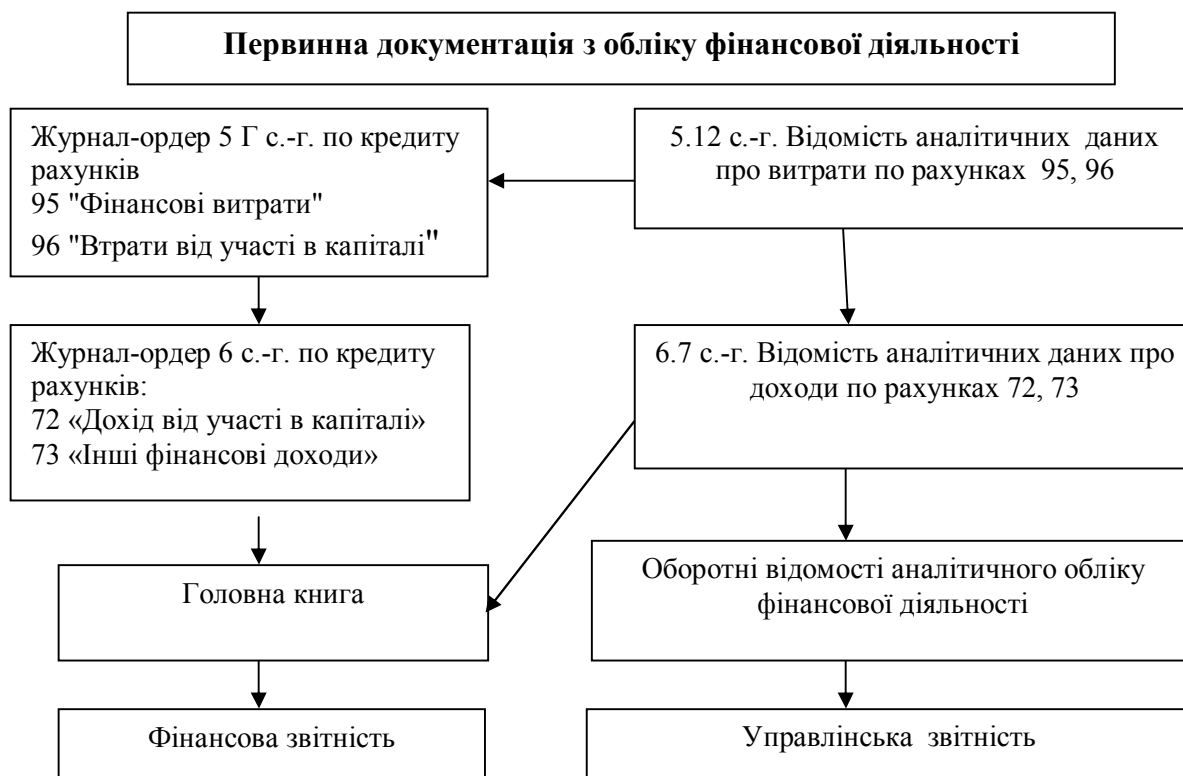 Первинна документація з обліку фінансової діяльності
Журнал-ордер 5 Г с.-г. по кредиту
рахунків
95 "Фінансові витрати"
96 "Втрати від участі в капіталі"
5.12 с.-г. Відомість аналітичних даних
про витрати по рахунках 95, 96
Журнал-ордер 6 с.-г. по кредиту
рахунків:
72 «Дохід від участі в капіталі»
73 «Інші фінансові доходи»
6.7 с.-г. Відомість аналітичних даних про
доходи по рахунках 72, 73
Головна книга
Оборотні відомості аналітичного обліку
фінансової діяльності
Фінансова звітність
Управлінська звітність